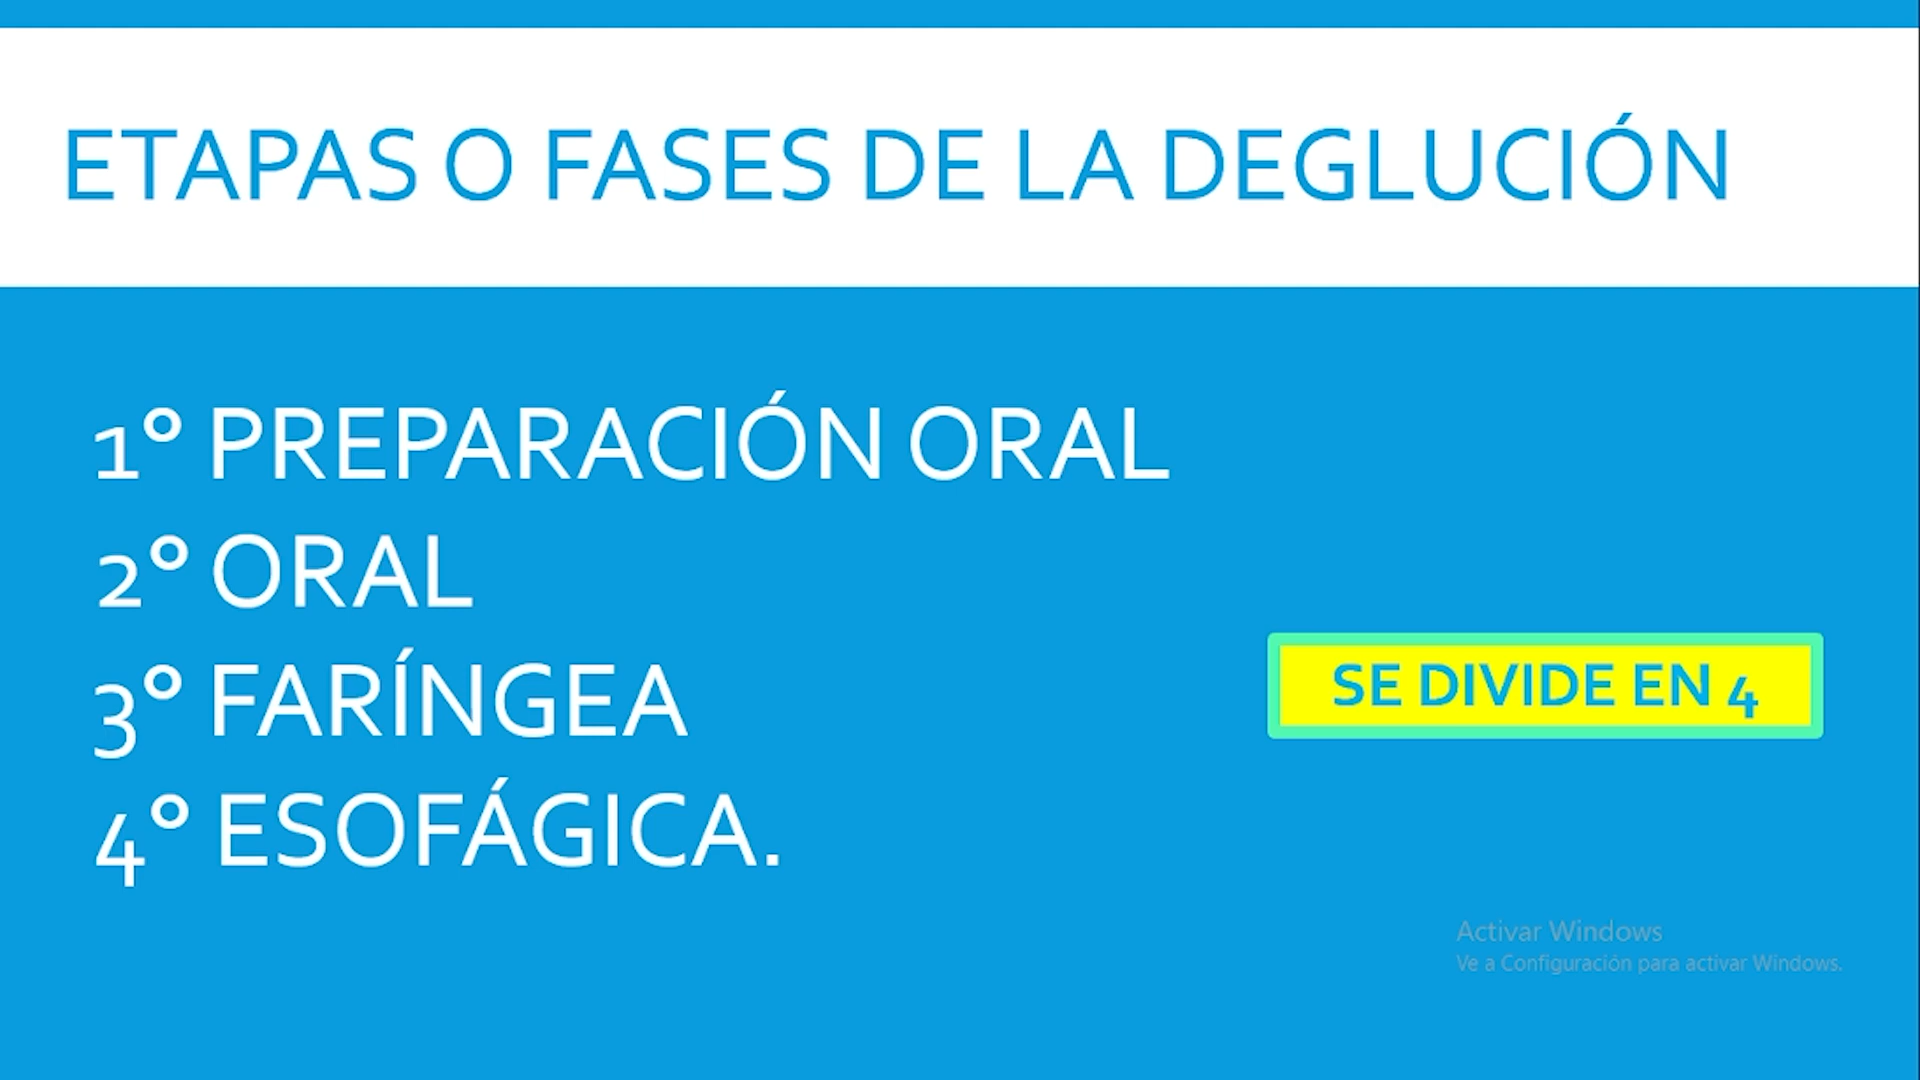 ETAPAS O FASES DE LA DEGLUCIÓN
1° PREPARACIÓN ORAL
2° ORAL
3° FARÍNGEA
4° ESOFÁGICA.
SE DIVIDE EN 4
Activar Windows
Ve a Configuración para activar Windows.